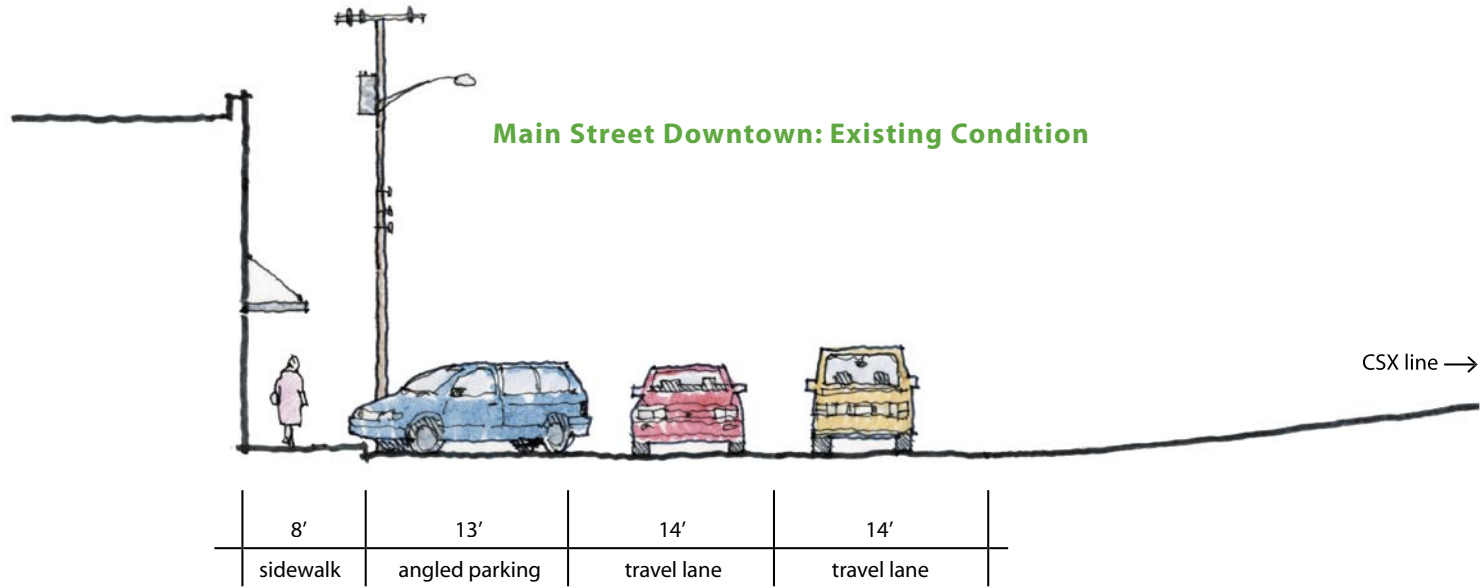 Main Street Downtown: Existing Condition
CSX line →
8′ 13′ 14′ 14′
sidewalk angled parking travel lane travel lane